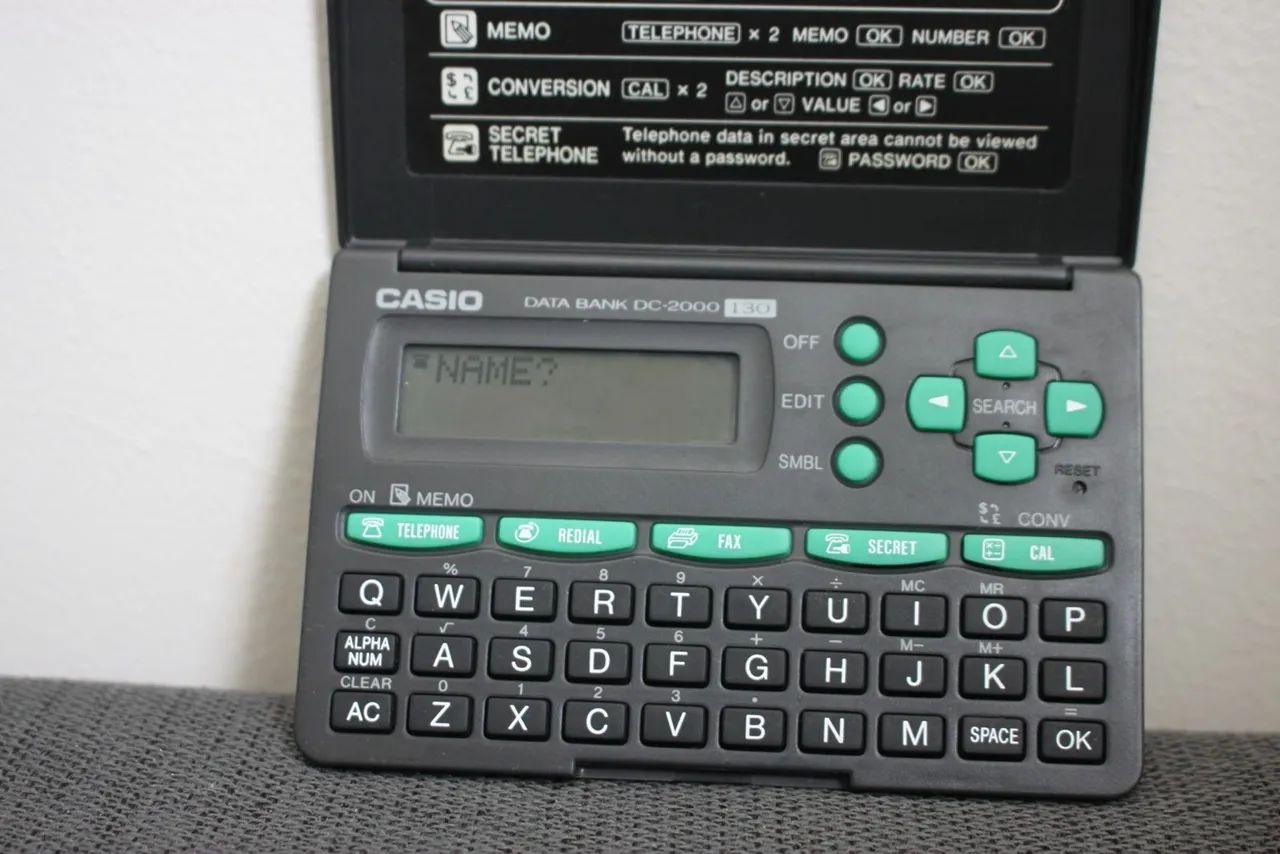 MEMO TELEPHONE × 2 MEMO OK NUMBER OK
CONVERSION CAL × 2 DESCRIPTION OK RATE OK
△ or ▽ VALUE ◀ or ▶
SECRET TELEPHONE Telephone data in secret area cannot be viewed
without a password. PASSWORD OK
CASIO DATA BANK DC-2000 130
NAME?
OFF
EDIT
SMBL
SEARCH
RESET
ON MEMO
$ £ CONV
TELEPHONE REDIAL FAX SECRET CAL
% 7 8 9 × ÷ MC MR
Q W E R T Y U I O P
C √ 4 5 6 + − M− M+
ALPHA NUM A S D F G H J K L
CLEAR 0 1 2 3 . =
AC Z X C V B N M SPACE OK